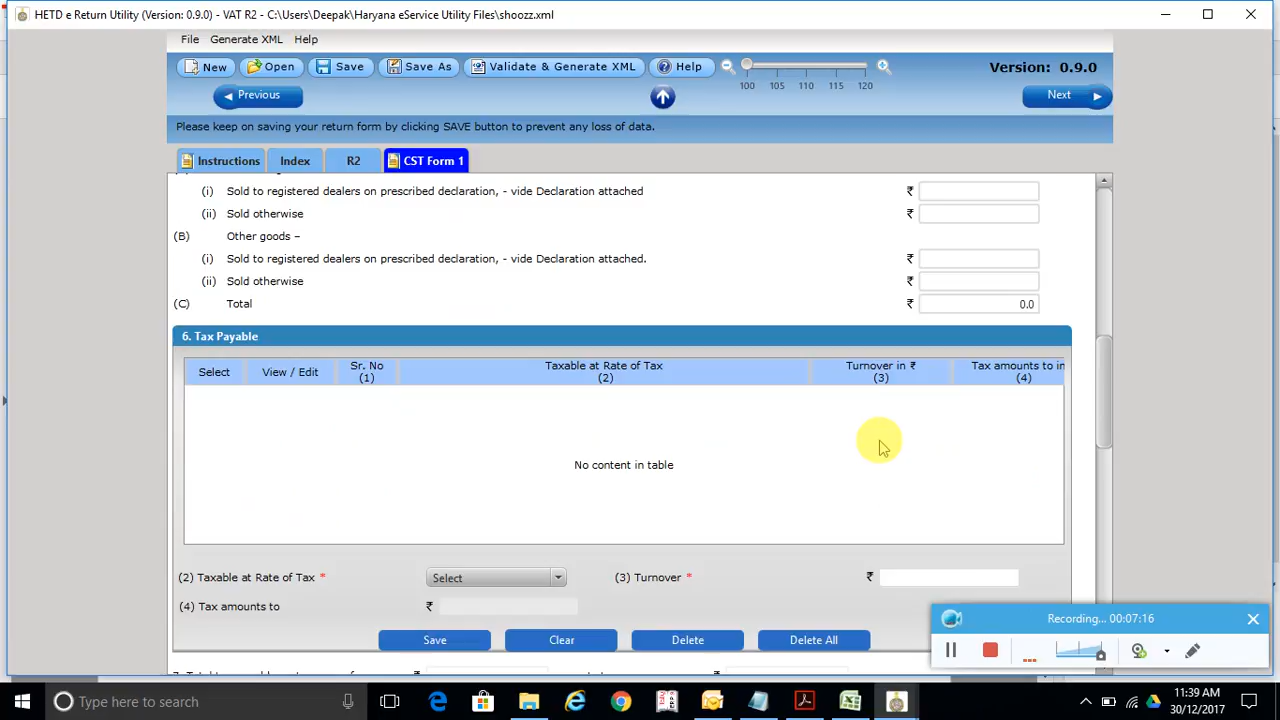 HETD e Return Utility (Version: 0.9.0) - VAT R2 - C:\Users\Deepak\Haryana eService Utility Files\shoozz.xml
File Generate XML Help
New Open Save Save As Validate & Generate XML Help 100 105 110 115 120 Version: 0.9.0
Previous Next
Please keep on saving your return form by clicking SAVE button to prevent any loss of data.
Instructions Index R2 CST Form 1
(i) Sold to registered dealers on prescribed declaration, - vide Declaration attached ₹
(ii) Sold otherwise ₹
(B) Other goods –
(i) Sold to registered dealers on prescribed declaration, - vide Declaration attached. ₹
(ii) Sold otherwise ₹
(C) Total ₹ 0.0
6. Tax Payable
Select View / Edit Sr. No (1) Taxable at Rate of Tax (2) Turnover in ₹ (3) Tax amounts to in (4)
No content in table
(2) Taxable at Rate of Tax * Select (3) Turnover * ₹
(4) Tax amounts to ₹
Save Clear Delete Delete All
Recording... 00:07:16
Type here to search
11:39 AM
30/12/2017